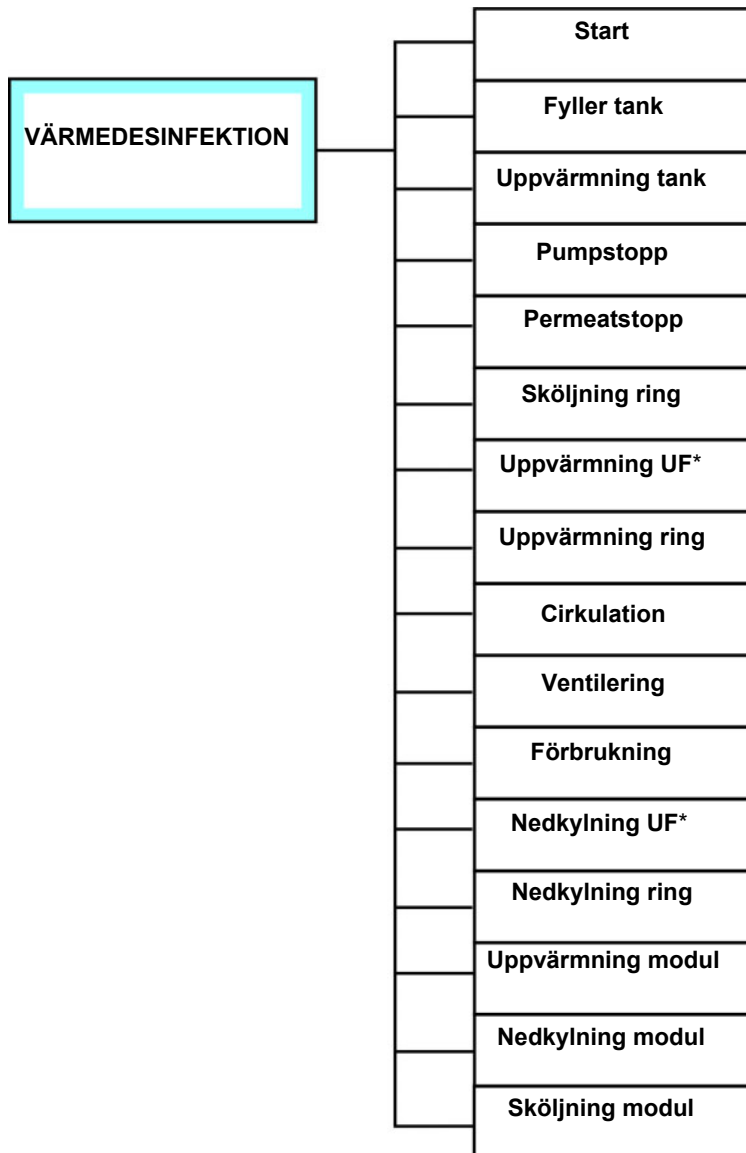 VÄRMEDESINFEKTION
Start
Fyller tank
Uppvärmning tank
Pumpstopp
Permeatstopp
Sköljning ring
Uppvärmning UF*
Uppvärmning ring
Cirkulation
Ventilering
Förbrukning
Nedkylning UF*
Nedkylning ring
Uppvärmning modul
Nedkylning modul
Sköljning modul